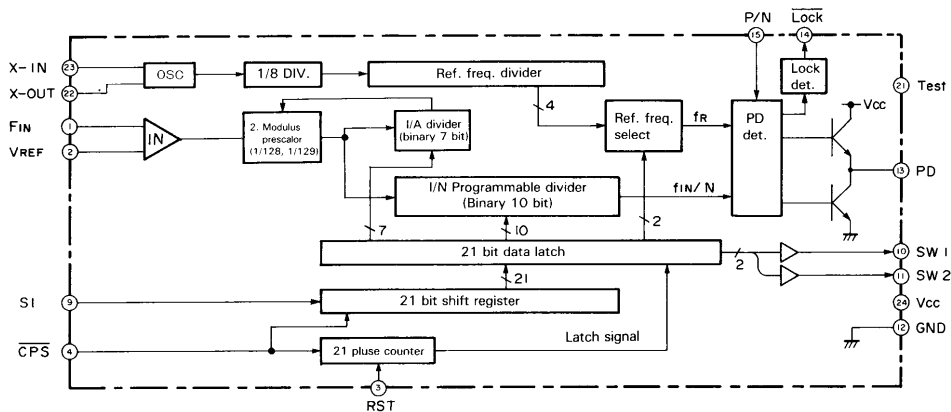 P/N
Lock
15
14
X-IN
23
OSC
1/8 DIV.
Ref. freq. divider
Lock
det.
21
Test
X-OUT
22
4
Vcc
FIN
1
IN
2. Modulus
prescalor
(1/128, 1/129)
I/A divider
(binary 7 bit)
Ref. freq.
select
fR
PD
det.
VREF
2
13
PD
I/N Programmable divider
(Binary 10 bit)
fIN/N
7
10
2
21 bit data latch
2
10
SW 1
11
SW 2
21
SI
9
21 bit shift register
24
Vcc
Latch signal
12
GND
CPS
4
21 pluse counter
3
RST